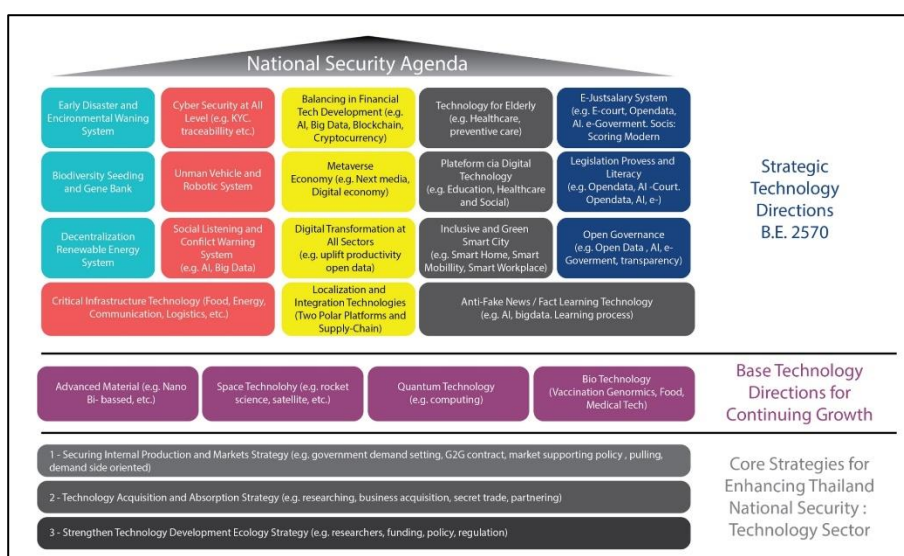 National Security Agenda
Early Disaster and
Encironmental Waning
System
Cyber Security at All
Level (e.g. KYC.
traceabillity etc.)
Balancing in Financial
Tech Development (e.g.
AI, Big Data, Blockchain,
Cryptocurrency)
Technology for Elderly
(e.g. Healthcare,
preventive care)
E-Justsalary System
(e.g. E-court, Opendata,
AI. e-Goverment. Socis:
Scoring Modern
Biodiversity Seeding
and Gene Bank
Unman Vehicle and
Robotic System
Metaverse
Economy (e.g. Next media,
Digital economy)
Plateform cia Digital
Technology
(e.g. Education, Healthcare
and Social)
Legislation Provess and
Literacy
(e.g. Opendata, AI -Court.
Opendata, AI, e-)
Decentralization
Renewable Energy
System
Social Listening and
Conflict Warning
System
(e.g. AI, Big Data)
Digital Transformation at
All Sectors
(e.g. uplift productivity
open data)
Inclusive and Green
Smart City
(e.g. Smart Home, Smart
Mobillity, Smart Workplace)
Open Governance
(e.g. Open Data , AI, e-
Goverment, transparency)
Critical Infrastructure Technology (Food, Energy,
Communication, Logistics, etc.)
Localization and
Integration Technologies
(Two Polar Platforms and
Supply-Chain)
Anti-Fake News / Fact Learning Technology
(e.g. AI, bigdata. Learning process)
Strategic
Technology
Directions
B.E. 2570
Advanced Material (e.g. Nano
Bi- bassed, etc.)
Space Technolohy (e.g. rocket
science, satellite, etc.)
Quantum Technology
(e.g. computing)
Bio Technology
(Vaccination Genormics, Food,
Medical Tech)
Base Technology
Directions for
Continuing Growth
1 - Securing Internal Production and Markets Strategy (e.g. government demand setting, G2G contract, market supporting policy , pulling,
demand side oriented)
2 - Technology Acquisition and Absorption Strategy (e.g. researching, business acquisition, secret trade, partnering)
3 - Strengthen Technology Development Ecology Strategy (e.g. researchers, funding, policy, regulation)
Core Strategies for
Enhancing Thailand
National Security :
Technology Sector